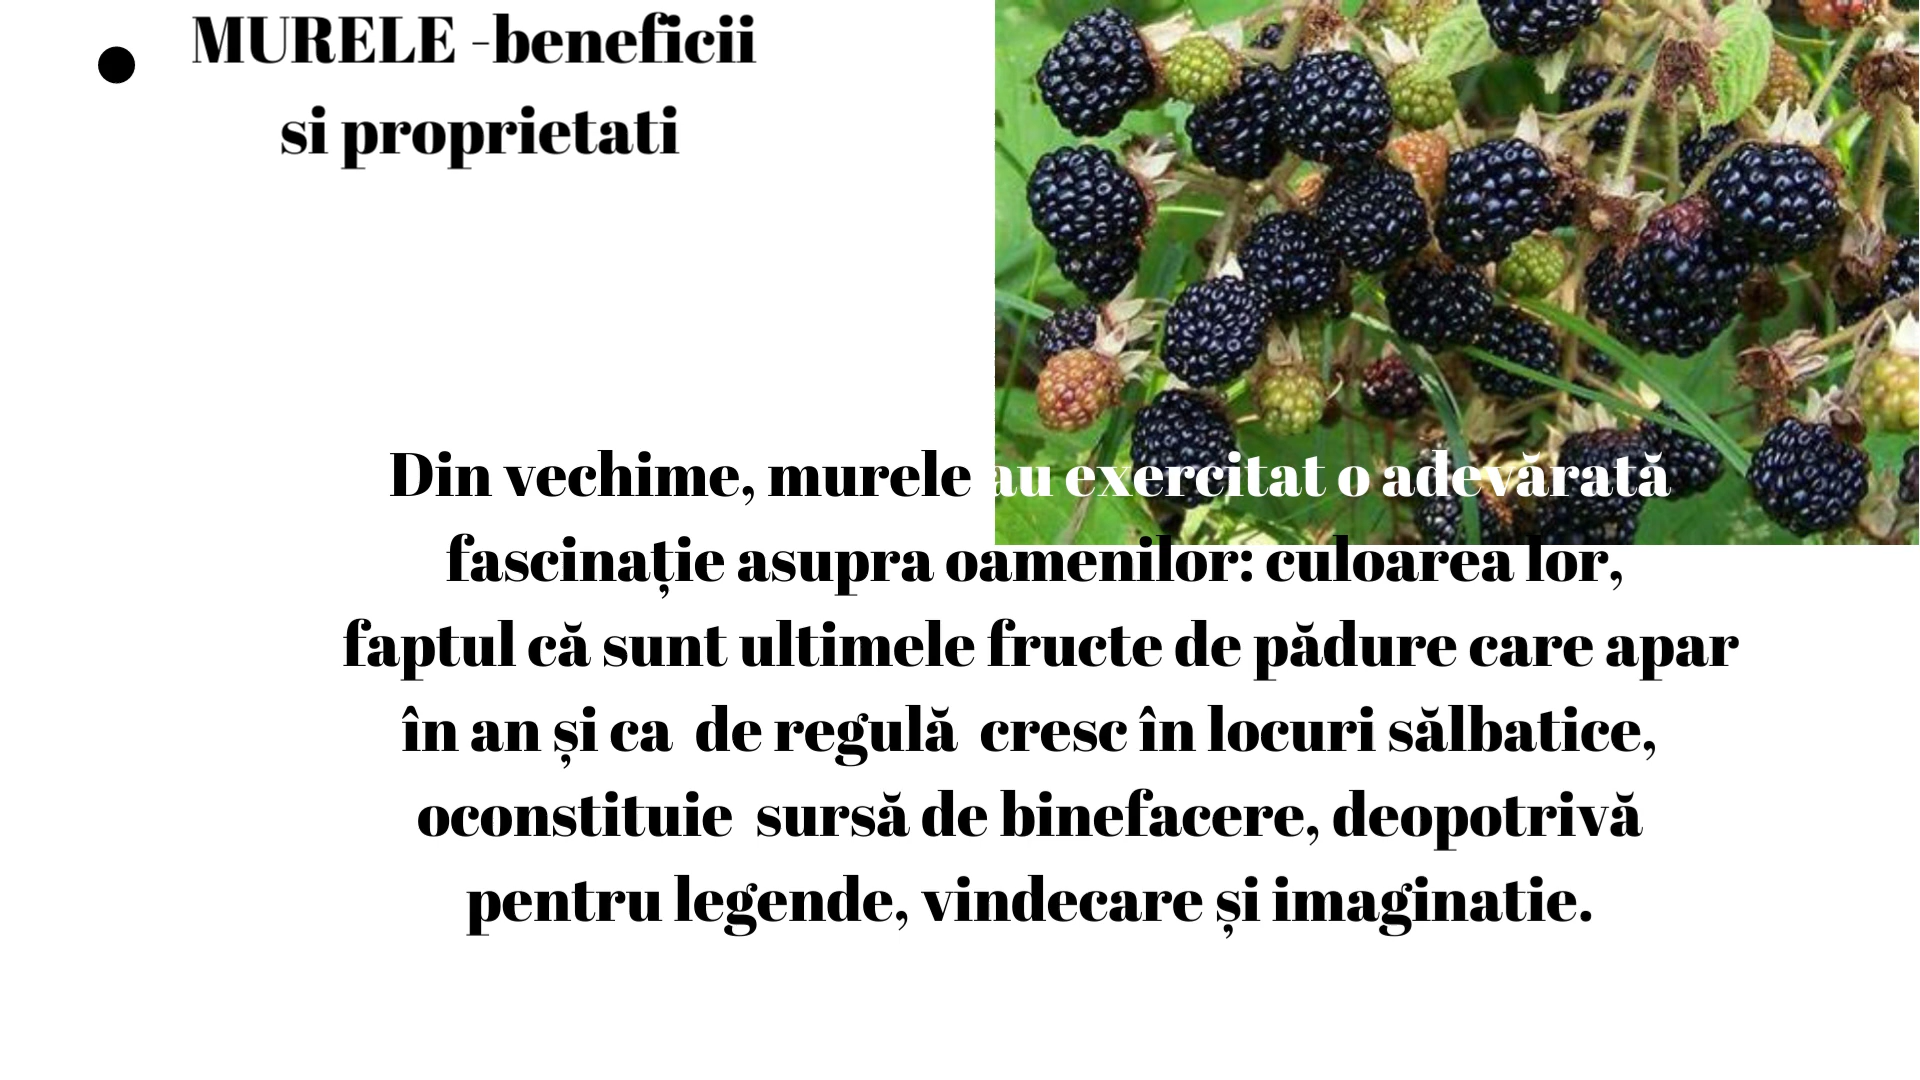 MURELE -beneficii
si proprietati
Din vechime, murele au exercitat o adevărată
fascinație asupra oamenilor: culoarea lor,
faptul că sunt ultimele fructe de pădure care apar
în an și ca  de regulă  cresc în locuri sălbatice,
oconstituie  sursă de binefacere, deopotrivă
pentru legende, vindecare și imaginatie.